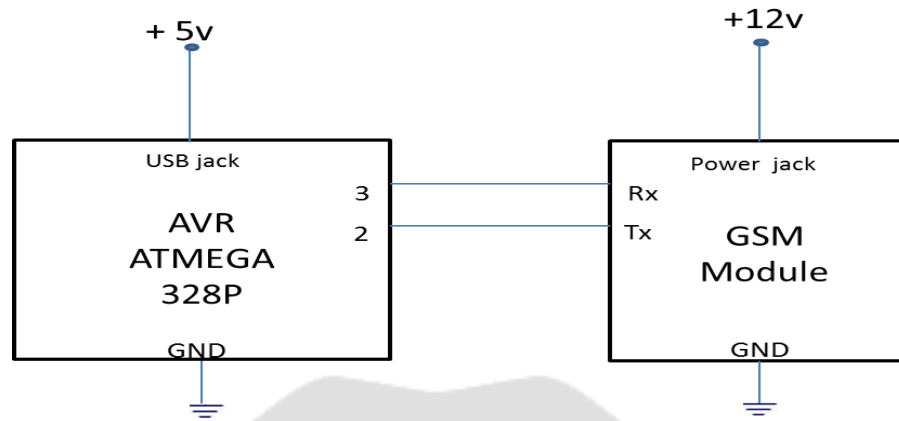 + 5v
+12v
USB jack
Power jack
3
Rx
2
Tx
AVR
ATMEGA
328P
GSM
Module
GND
GND